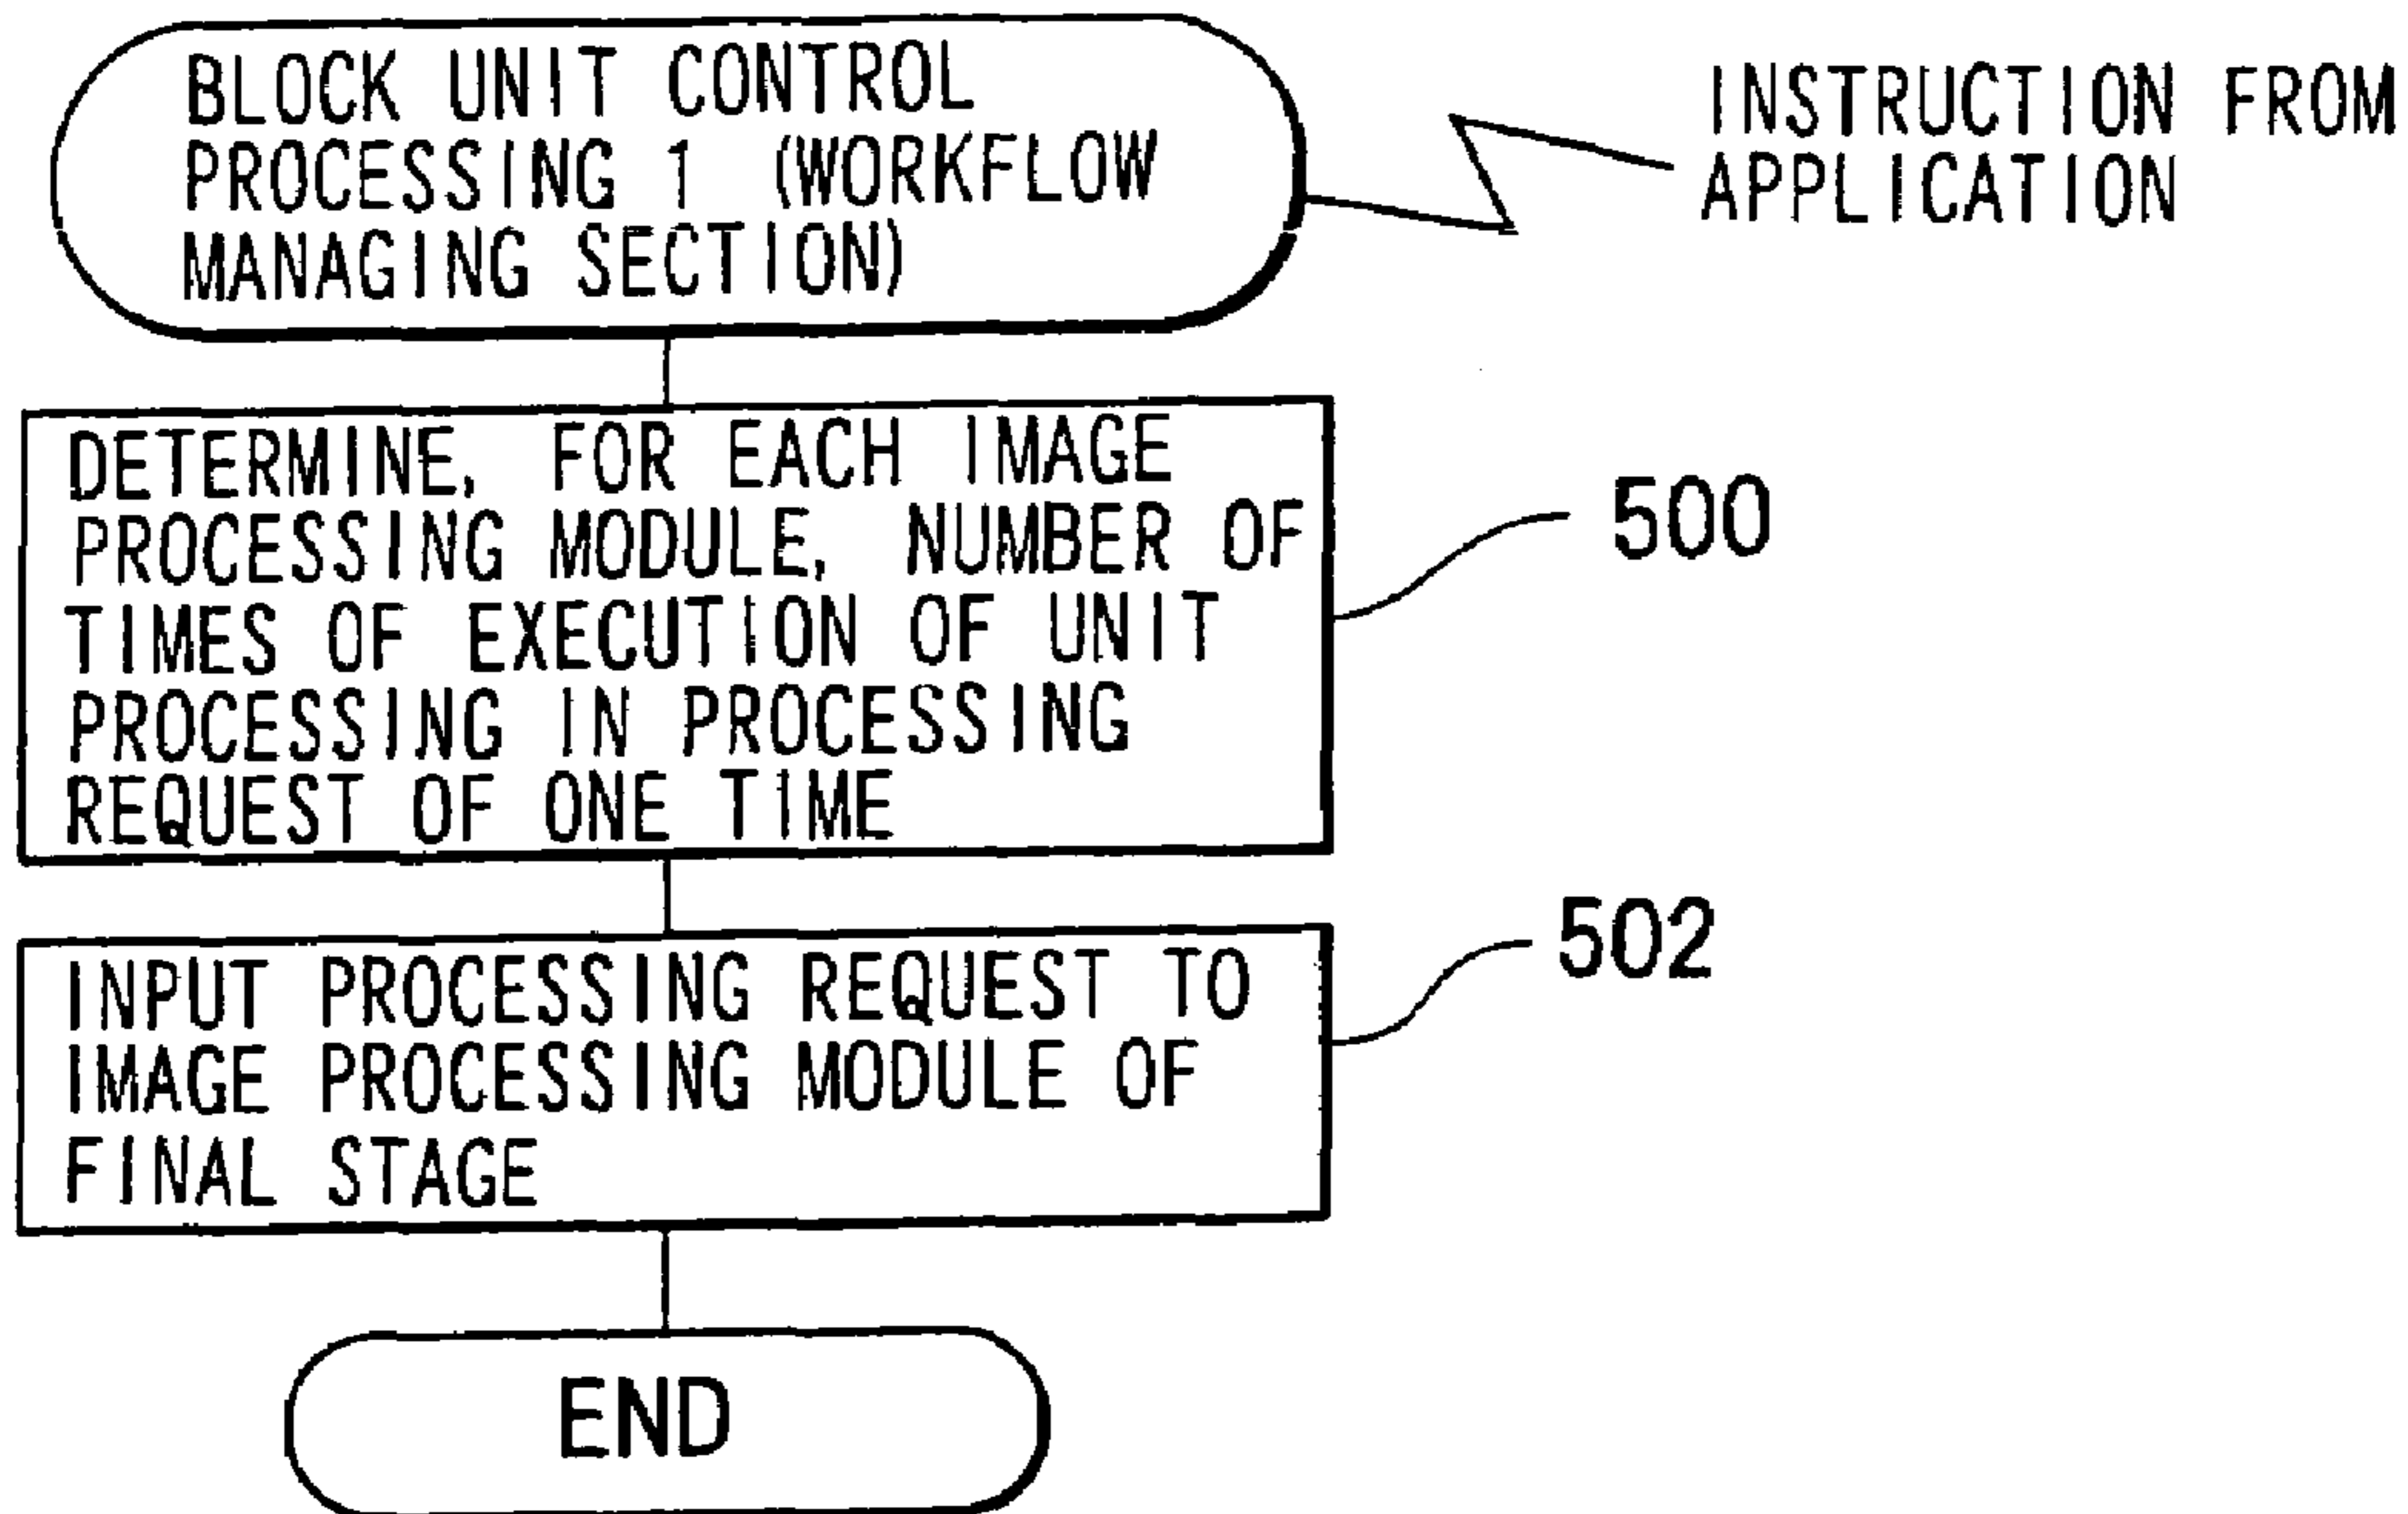 BLOCK UNIT CONTROL
PROCESSING 1 (WORKFLOW
MANAGING SECTION)
INSTRUCTION FROM
APPLICATION
DETERMINE, FOR EACH IMAGE
PROCESSING MODULE, NUMBER OF
TIMES OF EXECUTION OF UNIT
PROCESSING IN PROCESSING
REQUEST OF ONE TIME
500
INPUT PROCESSING REQUEST TO
IMAGE PROCESSING MODULE OF
FINAL STAGE
502
END